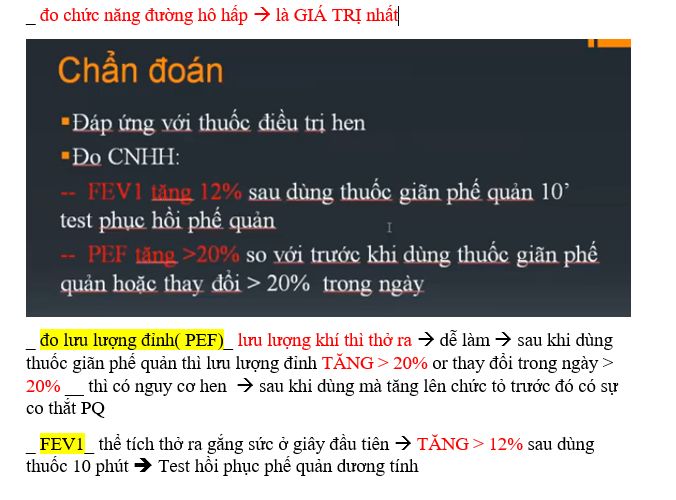 _ đo chức năng đường hô hấp → là GIÁ TRỊ nhất
Chẩn đoán
▪Đáp ứng với thuốc điều trị hen
▪Đo CNHH:
-- FEV1 tăng 12% sau dùng thuốc giãn phế quản 10’
test phục hồi phế quản
-- PEF tăng >20% so với trước khi dùng thuốc giãn phế
quản hoặc thay đổi > 20% trong ngày
_ đo lưu lượng đỉnh( PEF)_ lưu lượng khí thì thở ra → dễ làm → sau khi dùng
thuốc giãn phế quản thì lưu lượng đỉnh TĂNG > 20% or thay đổi trong ngày >
20% __ thì có nguy cơ hen → sau khi dùng mà tăng lên chức tỏ trước đó có sự
co thắt PQ
_ FEV1_ thể tích thở ra gắng sức ở giây đầu tiên → TĂNG > 12% sau dùng
thuốc 10 phút ➔ Test hồi phục phế quản dương tính